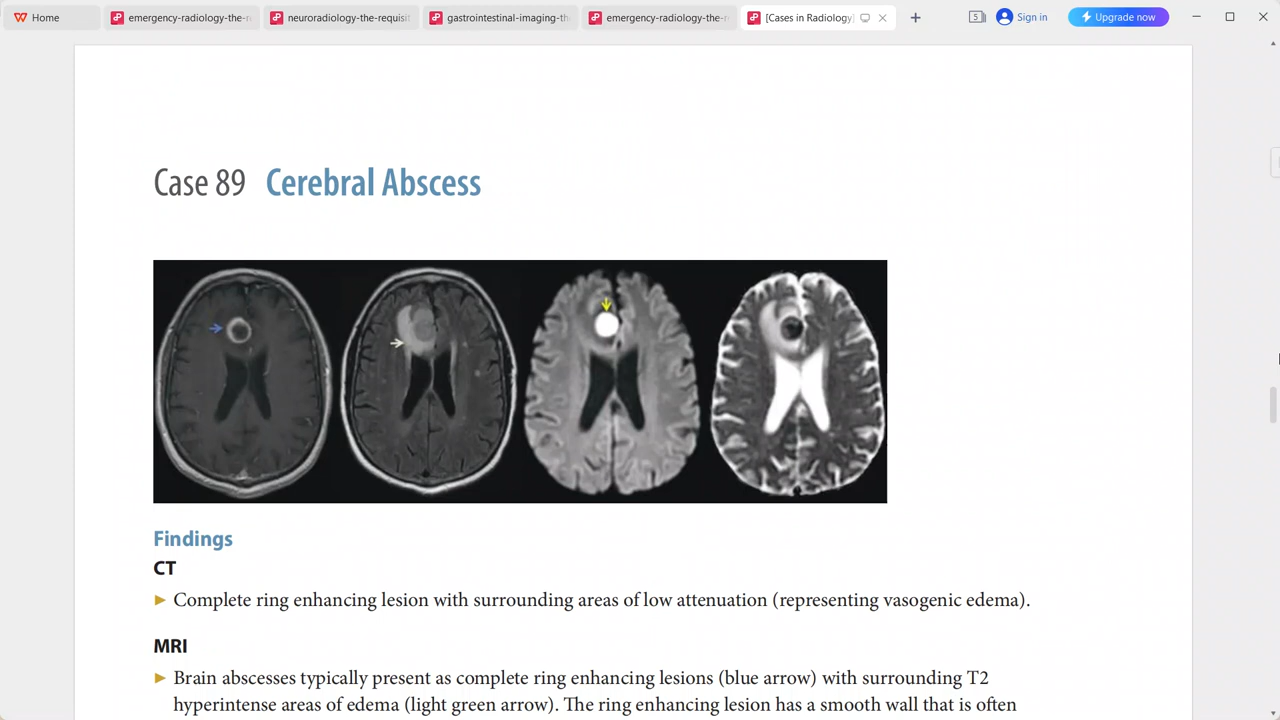 Home
emergency-radiology-the-r
neuroradiology-the-requisit
gastrointestinal-imaging-th
emergency-radiology-the-r
[Cases in Radiology]
5
Sign in
Upgrade now
Case 89 Cerebral Abscess
Findings
CT
► Complete ring enhancing lesion with surrounding areas of low attenuation (representing vasogenic edema).
MRI
► Brain abscesses typically present as complete ring enhancing lesions (blue arrow) with surrounding T2
hyperintense areas of edema (light green arrow). The ring enhancing lesion has a smooth wall that is often